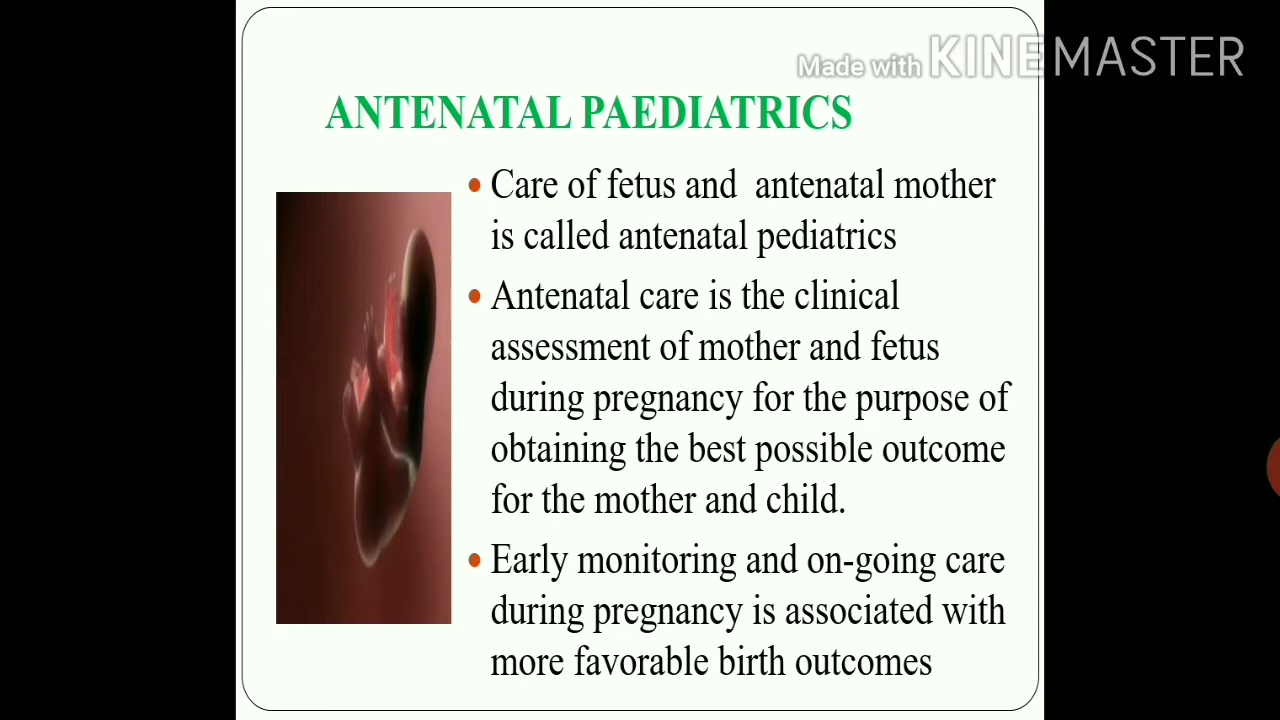 Made with KINEMASTER
ANTENATAL PAEDIATRICS
• Care of fetus and antenatal mother
is called antenatal pediatrics
• Antenatal care is the clinical
assessment of mother and fetus
during pregnancy for the purpose of
obtaining the best possible outcome
for the mother and child.
• Early monitoring and on-going care
during pregnancy is associated with
more favorable birth outcomes